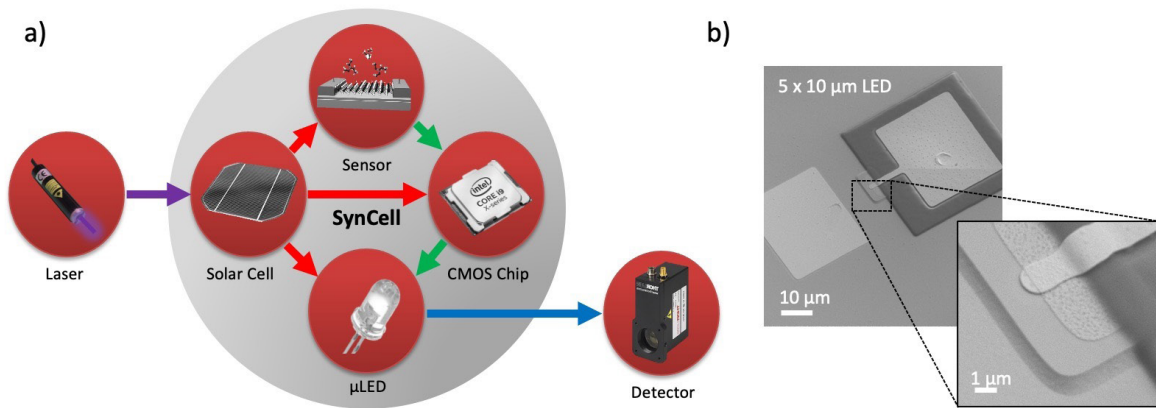 a)
Sensor
Laser
Solar Cell
SynCell
intel
CORE i9
X-series
CMOS Chip
µLED
Detector
b)
5 x 10 µm LED
10 µm
1 µm